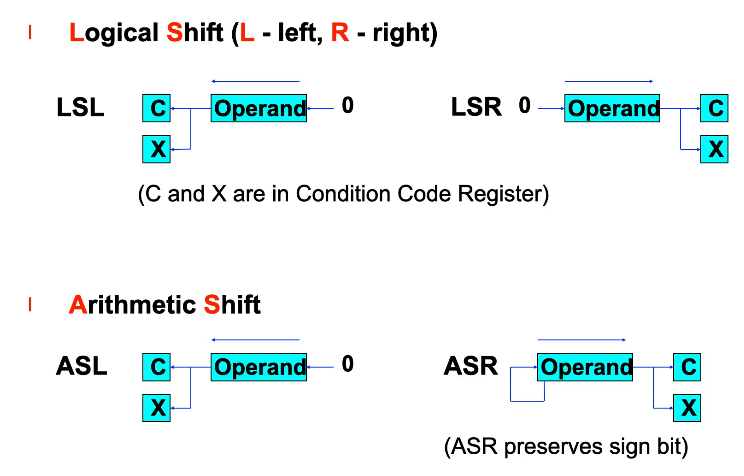 Logical Shift (L - left, R - right)
LSL C Operand 0 LSR 0 Operand C
X X
(C and X are in Condition Code Register)
Arithmetic Shift
ASL C Operand 0 ASR Operand C
X X
(ASR preserves sign bit)